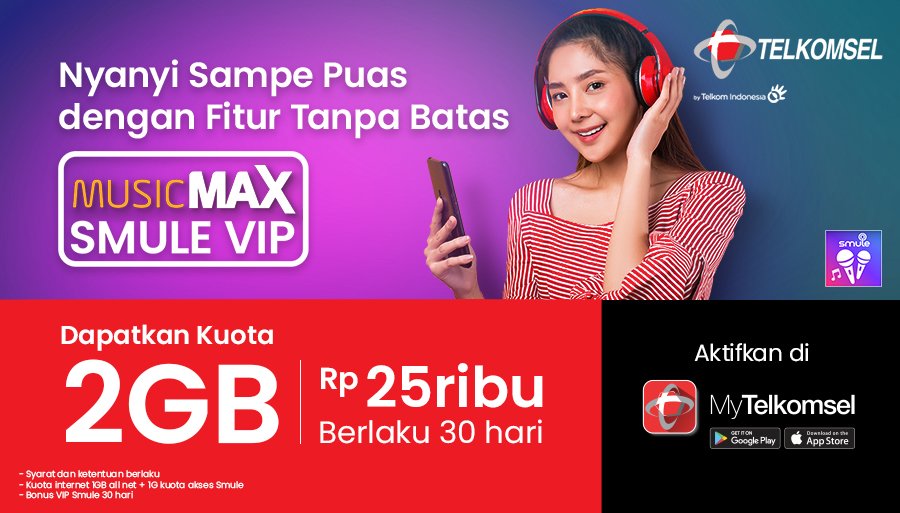 Nyanyi Sampe Puas
dengan Fitur Tanpa Batas
MUSICMAX
SMULE VIP
TELKOMSEL
by Telkom Indonesia
smule
Dapatkan Kuota
2GB
Rp 25ribu
Berlaku 30 hari
- Syarat dan ketentuan berlaku
- Kuota internet 1GB all net + 1G kuota akses Smule
- Bonus VIP Smule 30 hari
Aktifkan di
MyTelkomsel
GET IT ON
Google Play
Download on the
App Store